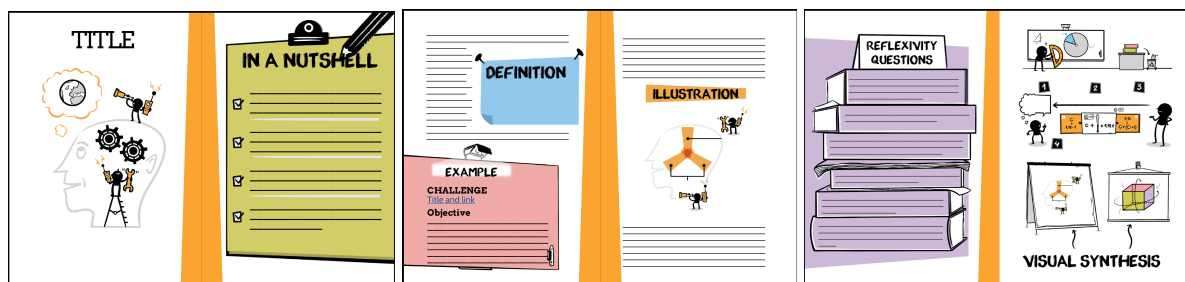 TITLE
IN A NUTSHELL
DEFINITION
EXAMPLE
CHALLENGE
Title and link
Objective
ILLUSTRATION
REFLEXIVITY
QUESTIONS
1
2
3
4
VISUAL SYNTHESIS